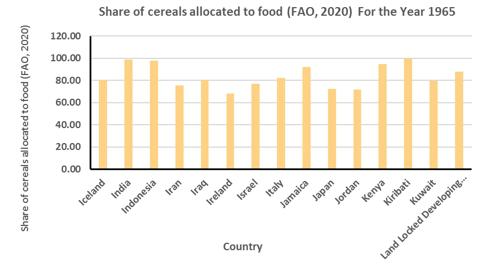 Share of cereals allocated to food (FAO, 2020)  For the Year 1965
Share of cereals allocated to food (FAO, 2020)
120.00
100.00
80.00
60.00
40.00
20.00
0.00
Iceland
India
Indonesia
Iran
Iraq
Ireland
Israel
Italy
Jamaica
Japan
Jordan
Kenya
Kiribati
Kuwait
Land Locked Developing...
Country